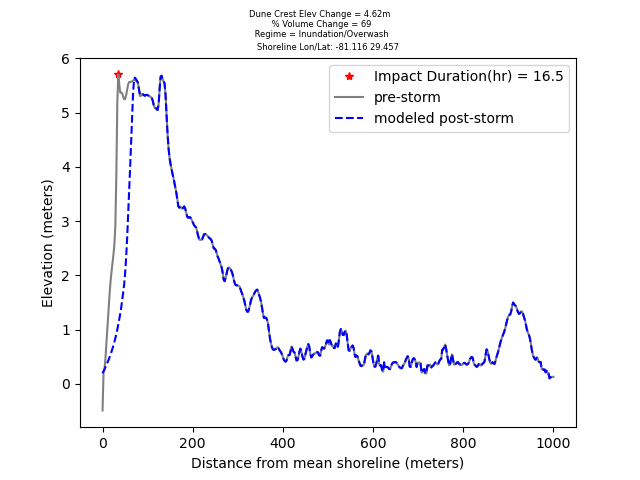 Dune Crest Elev Change = 4.62m
% Volume Change = 69
Regime = Inundation/Overwash
Shoreline Lon/Lat: -81.116 29.457
Impact Duration(hr) = 16.5
pre-storm
modeled post-storm
6
5
4
3
2
1
0
Elevation (meters)
0 200 400 600 800 1000
Distance from mean shoreline (meters)